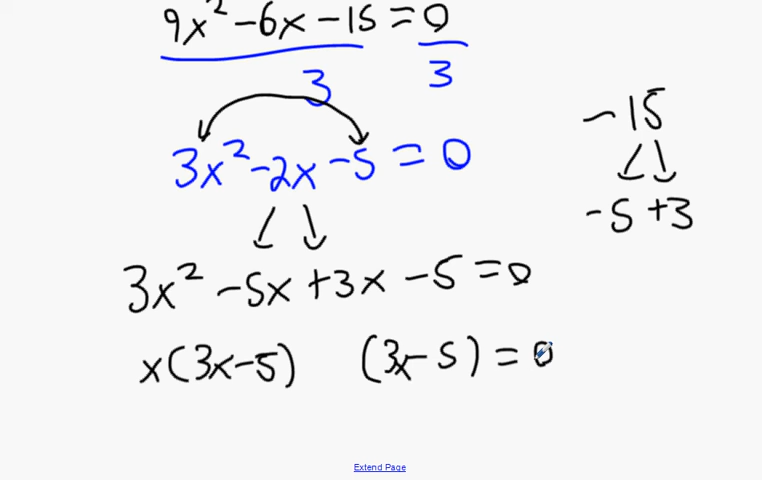 9x² -6x -15 = 0
3 3
3x² -2x -5 = 0
-15
-5 +3
3x² -5x +3x -5 = 0
x(3x-5) (3x-5) = 0
Extend Page